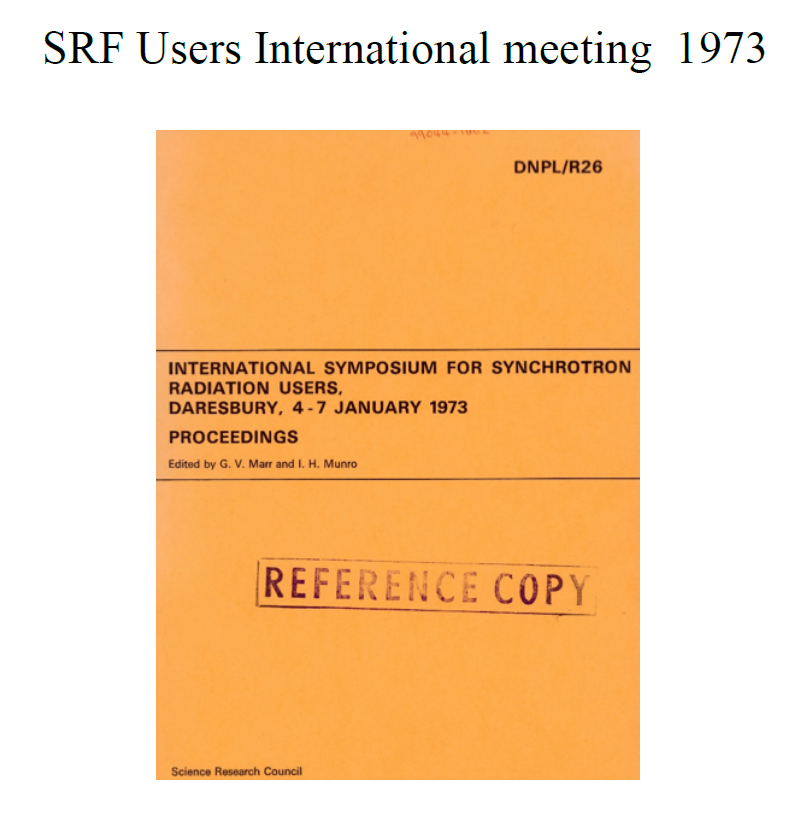 SRF Users International meeting 1973
DNPL/R26
INTERNATIONAL SYMPOSIUM FOR SYNCHROTRON
RADIATION USERS,
DARESBURY, 4-7 JANUARY 1973
PROCEEDINGS
Edited by G. V. Marr and I. H. Munro
REFERENCE COPY
Science Research Council